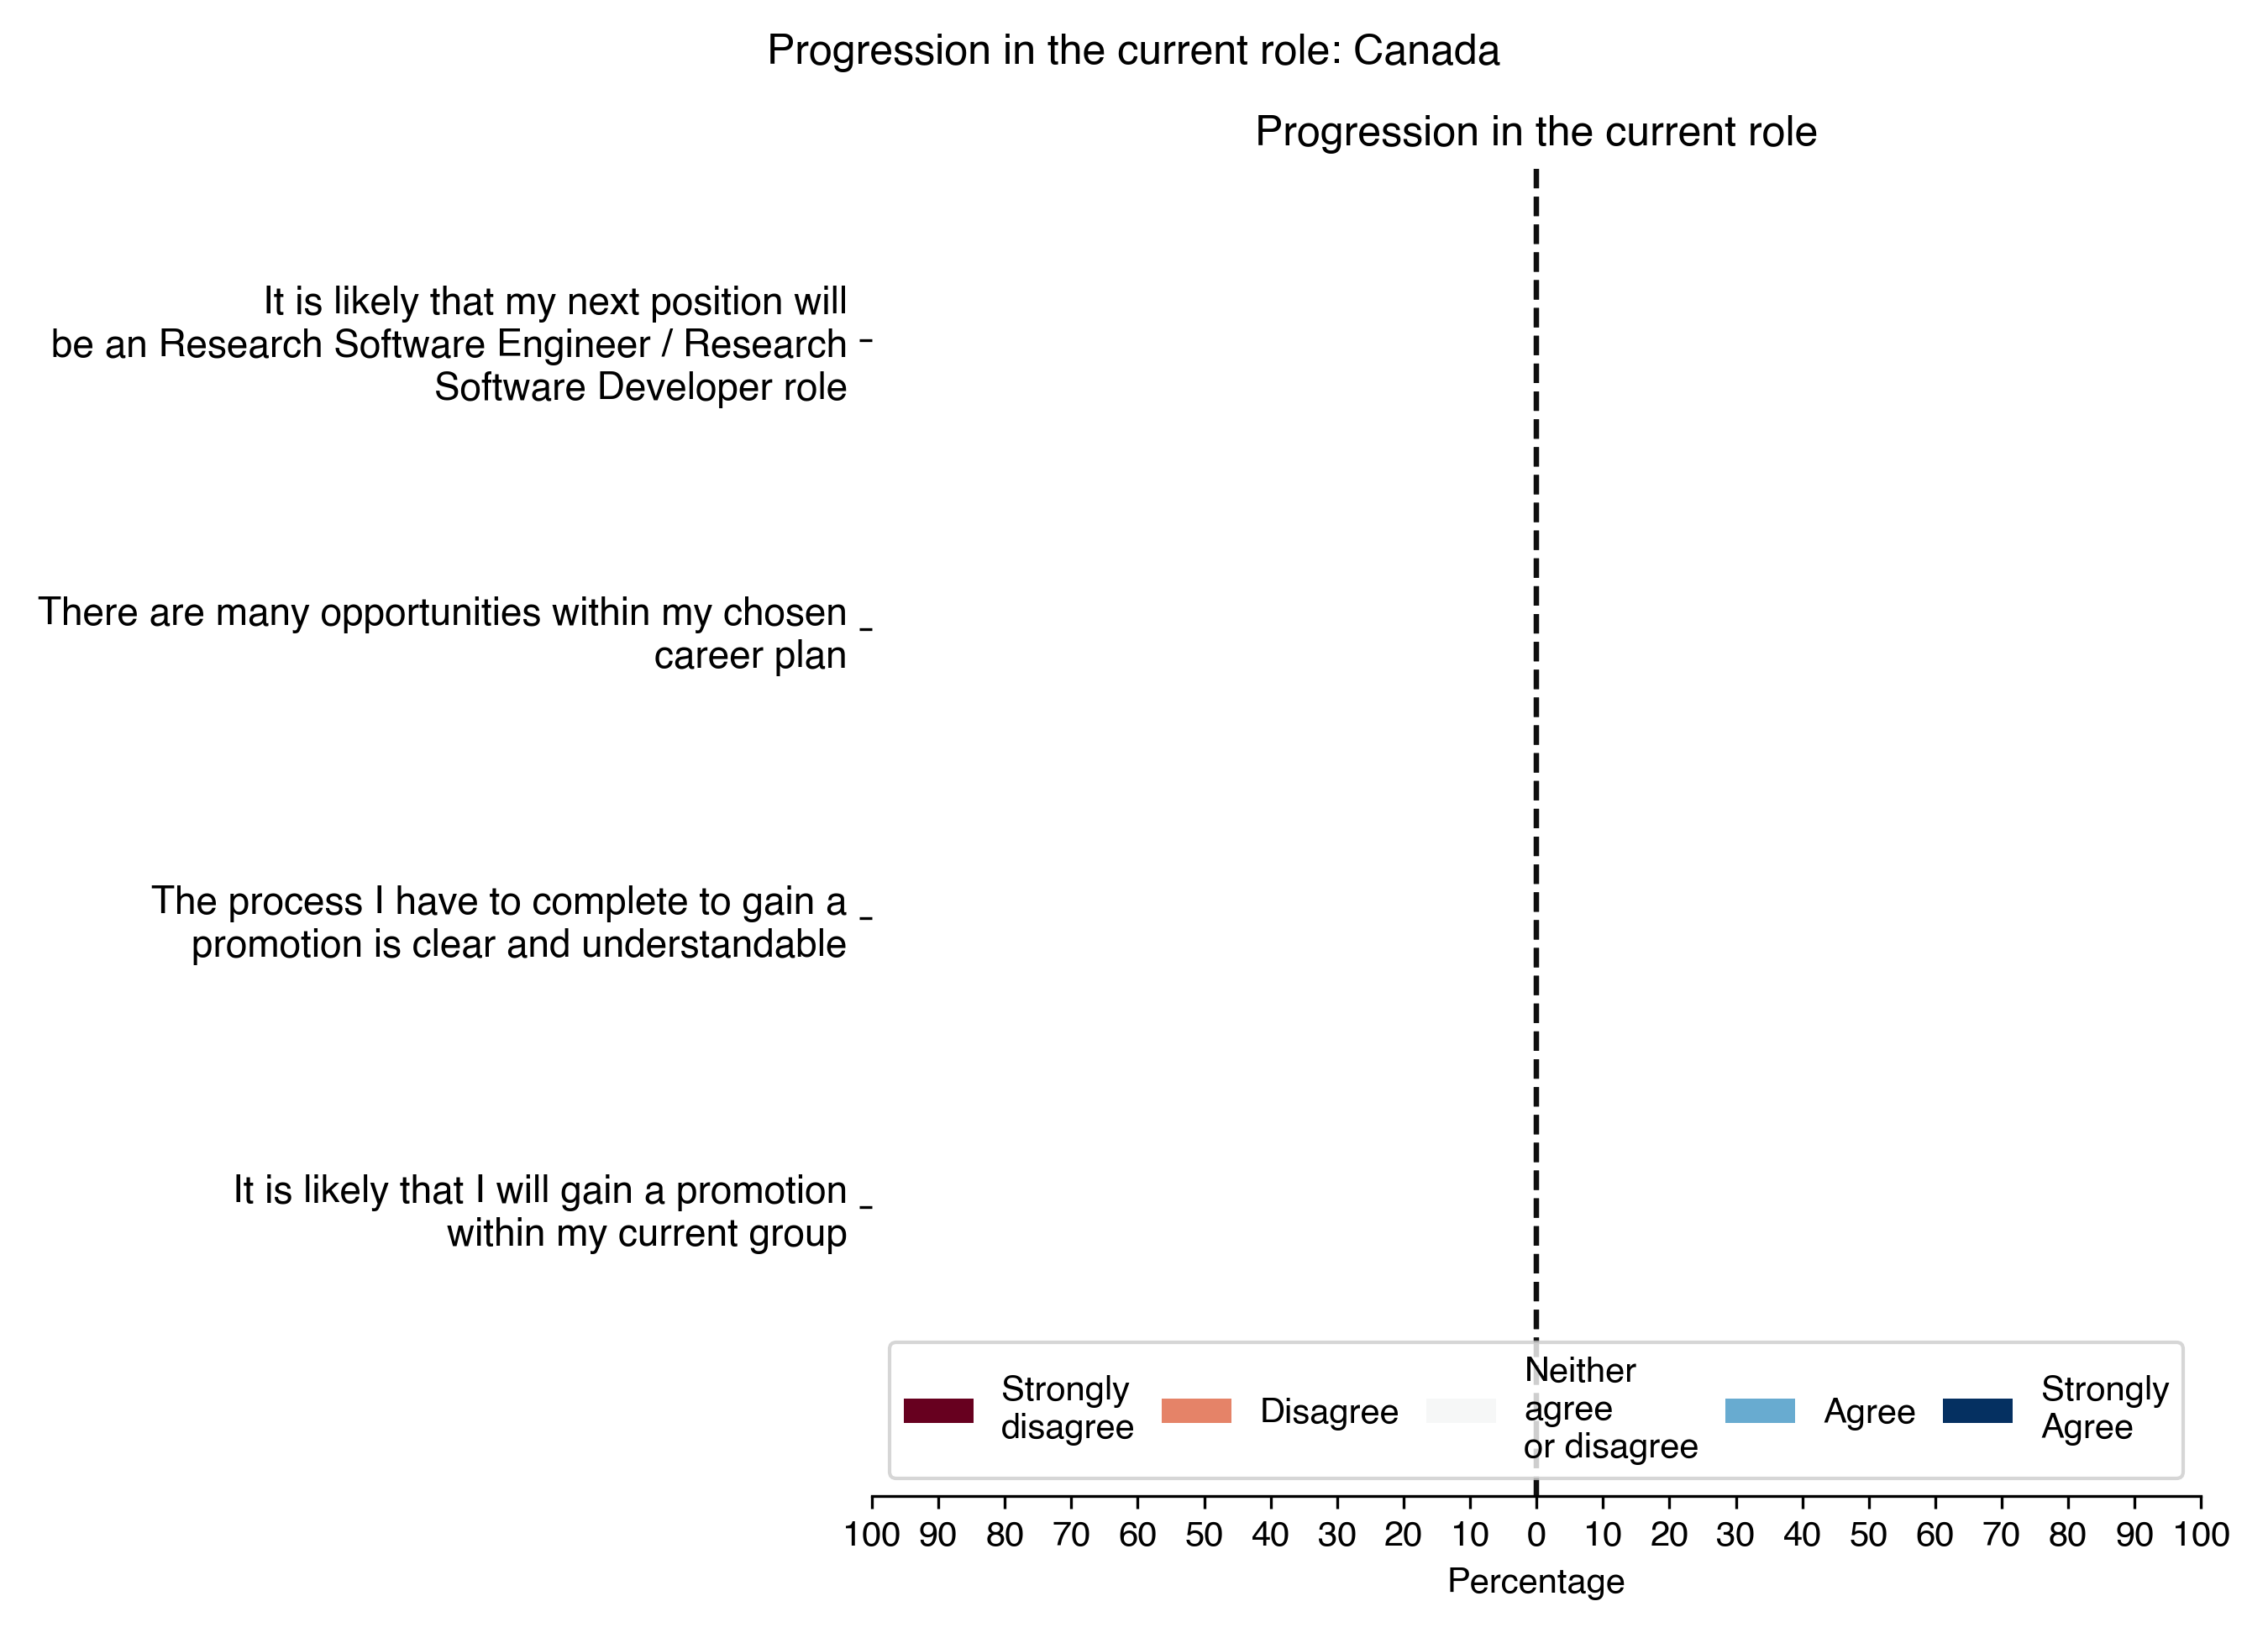 Progression in the current role: Canada
Progression in the current role
It is likely that my next position will
be an Research Software Engineer / Research
Software Developer role
There are many opportunities within my chosen
career plan
The process I have to complete to gain a
promotion is clear and understandable
It is likely that I will gain a promotion
within my current group
Strongly
disagree
Disagree
Neither
agree
or disagree
Agree
Strongly
Agree
100 90 80 70 60 50 40 30 20 10 0 10 20 30 40 50 60 70 80 90 100
Percentage